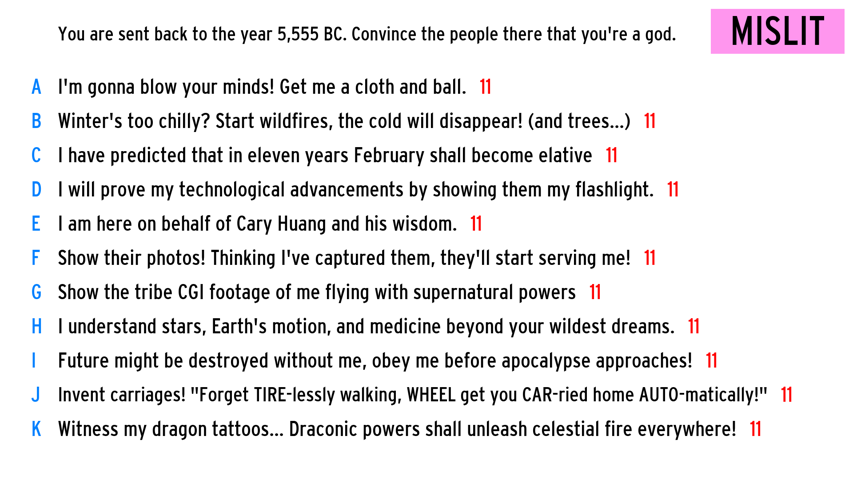 You are sent back to the year 5,555 BC. Convince the people there that you're a god.
MISLIT
A I'm gonna blow your minds! Get me a cloth and ball. 11
B Winter's too chilly? Start wildfires, the cold will disappear! (and trees...) 11
C I have predicted that in eleven years February shall become elative 11
D I will prove my technological advancements by showing them my flashlight. 11
E I am here on behalf of Cary Huang and his wisdom. 11
F Show their photos! Thinking I've captured them, they'll start serving me! 11
G Show the tribe CGI footage of me flying with supernatural powers 11
H I understand stars, Earth's motion, and medicine beyond your wildest dreams. 11
I Future might be destroyed without me, obey me before apocalypse approaches! 11
J Invent carriages! "Forget TIRE-lessly walking, WHEEL get you CAR-ried home AUTO-matically!" 11
K Witness my dragon tattoos... Draconic powers shall unleash celestial fire everywhere! 11